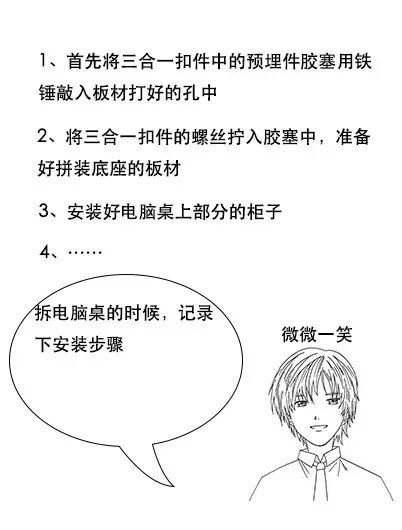 1、首先将三合一扣件中的预埋件胶塞用铁
锤敲入板材打好的孔中
2、将三合一扣件的螺丝拧入胶塞中，准备
好拼装底座的板材
3、安装好电脑桌上部分的柜子
4、……
拆电脑桌的时候，记录
下安装步骤
微微一笑